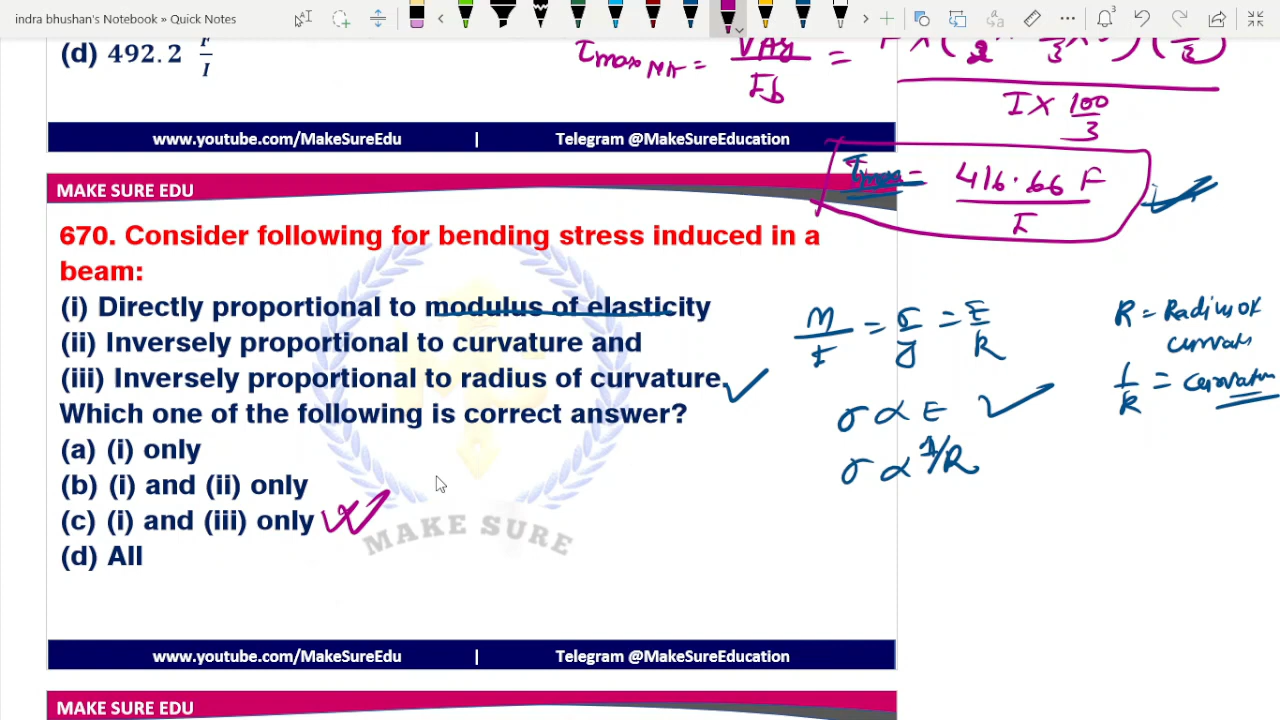 indra bhushan's Notebook » Quick Notes
(d) 492.2 F/I
τmax NA = VAȳ/Ib =
I × 100/3
www.youtube.com/MakeSureEdu | Telegram @MakeSureEducation
MAKE SURE EDU
τmax = 416.66 F/I
670. Consider following for bending stress induced in a
beam:
(i) Directly proportional to modulus of elasticity
(ii) Inversely proportional to curvature and
(iii) Inversely proportional to radius of curvature
Which one of the following is correct answer?
(a) (i) only
(b) (i) and (ii) only
(c) (i) and (iii) only
(d) All
M/I = σ/y = E/R
σ ∝ E
σ ∝ 1/R
R = Radius of
1/R =
MAKE SURE
www.youtube.com/MakeSureEdu | Telegram @MakeSureEducation
MAKE SURE EDU